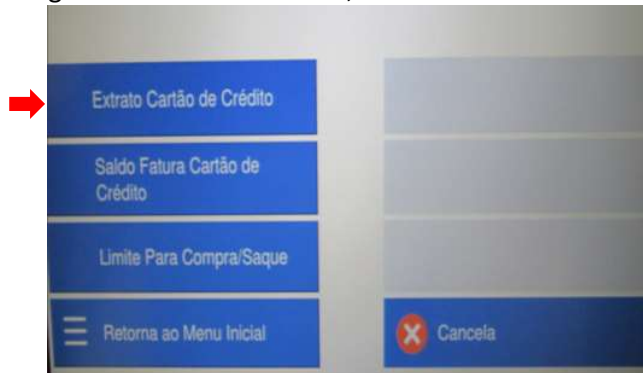 Extrato Cartão de Crédito
Saldo Fatura Cartão de
Crédito
Limite Para Compra/Saque
Retorna ao Menu Inicial
Cancela